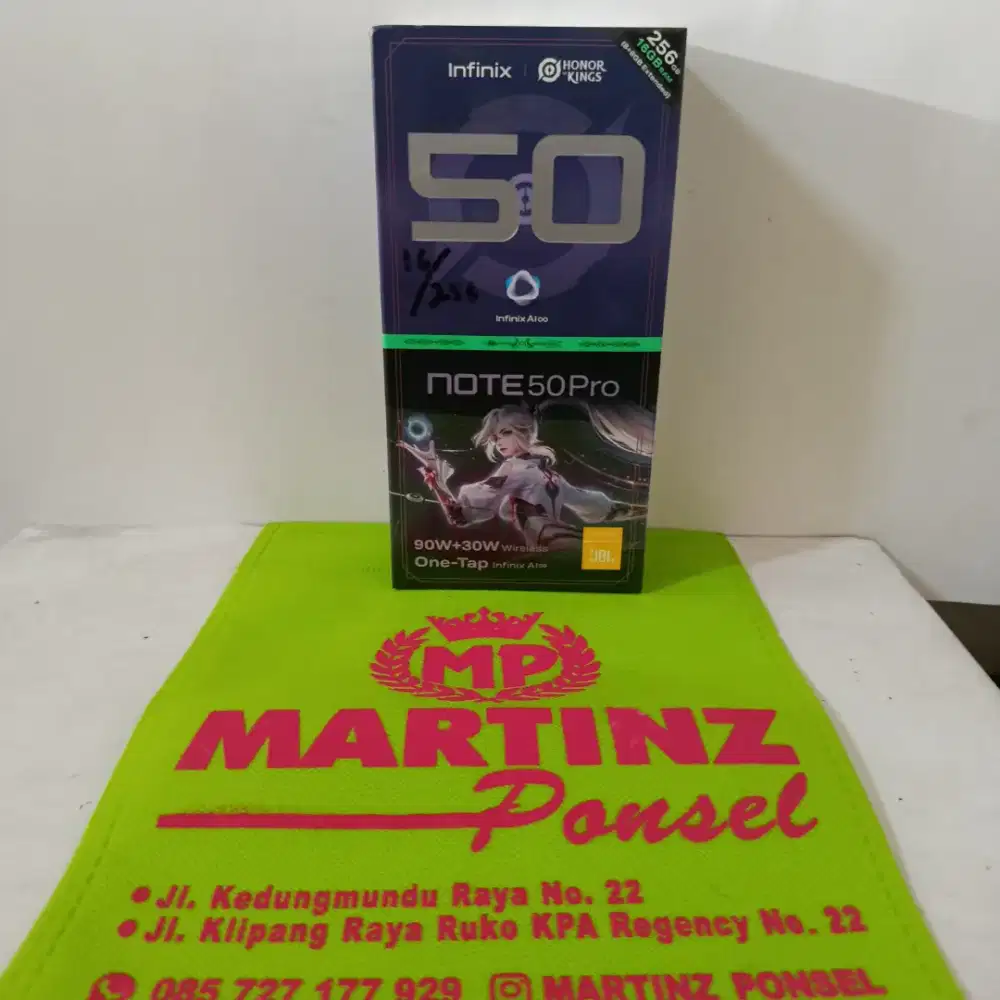 Infinix HONOR OF KINGS
256GB
16GB RAM
(8+8GB Extended)
50
16/
/256
Infinix AI∞
NOTE 50 Pro
90W+30W Wireless
One-Tap Infinix AI∞
JBL
MP
MARTINZ
Ponsel
• Jl. Kedungmundu Raya No. 22
• Jl. Klipang Raya Ruko KPA Regency No. 22
085 727 177 929 MARTINZ PONSEL